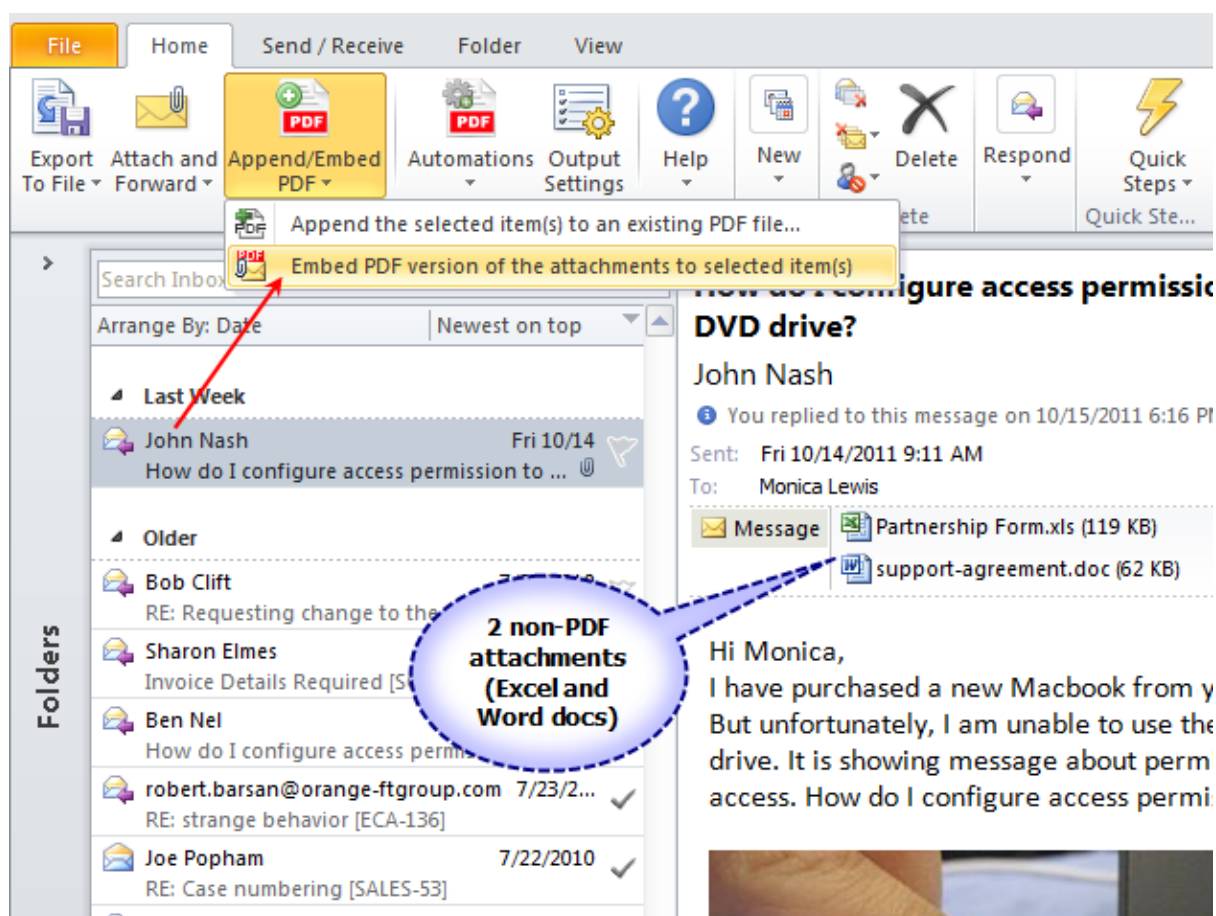 File Home Send / Receive Folder View
PDF PDF
Export To File Attach and Forward Append/Embed PDF Automations Output Settings Help New Delete Respond Quick Steps
Quick Ste...
PDF Append the selected item(s) to an existing PDF file...
PDF Embed PDF version of the attachments to selected item(s)
Search Inbox
Arrange By: Date Newest on top
Last Week
John Nash Fri 10/14
How do I configure access permission to ...
Older
Bob Clift
RE: Requesting change to the
Sharon Elmes
Invoice Details Required
Ben Nel
How do I configure access
robert.barsan@orange-ftgroup.com 7/23/2...
RE: strange behavior [ECA-136]
Joe Popham 7/22/2010
RE: Case numbering [SALES-53]
Folders
2 non-PDF
attachments
(Excel and
Word docs)
How do I configure access
DVD drive?
John Nash
You replied to this message on 10/15/2011 6:16
Sent: Fri 10/14/2011 9:11 AM
To: Monica Lewis
Message Partnership Form.xls (119 KB)
support-agreement.doc (62 KB)
Hi Monica,
I have purchased a new Macbook from
But unfortunately, I am unable to use the
drive. It is showing message about
access. How do I configure access